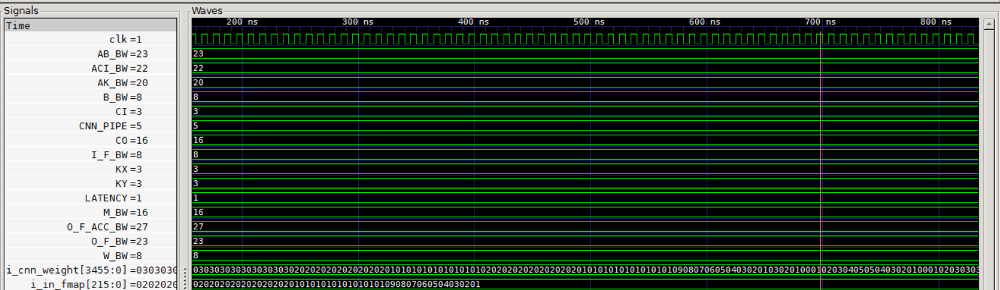 Signals
Waves
Time
200 ns 300 ns 400 ns 500 ns 600 ns 700 ns 800 ns
clk=1
AB_BW=23 23
ACI_BW=22 22
AK_BW=20 20
B_BW=8 8
CI=3 3
CNN_PIPE=5 5
CO=16 16
I_F_BW=8 8
KX=3 3
KY=3 3
LATENCY=1 1
M_BW=16 16
O_F_ACC_BW=27 27
O_F_BW=23 23
W_BW=8 8
i_cnn_weight[3455:0]=0303030 0303030303030303030202020202020202020101010101010101010202020202020202020101010101010101010908070605040302010302010001020304050504030201000102030303
i_in_fmap[215:0]=0202020 020202020202020202010101010101010101090807060504030201